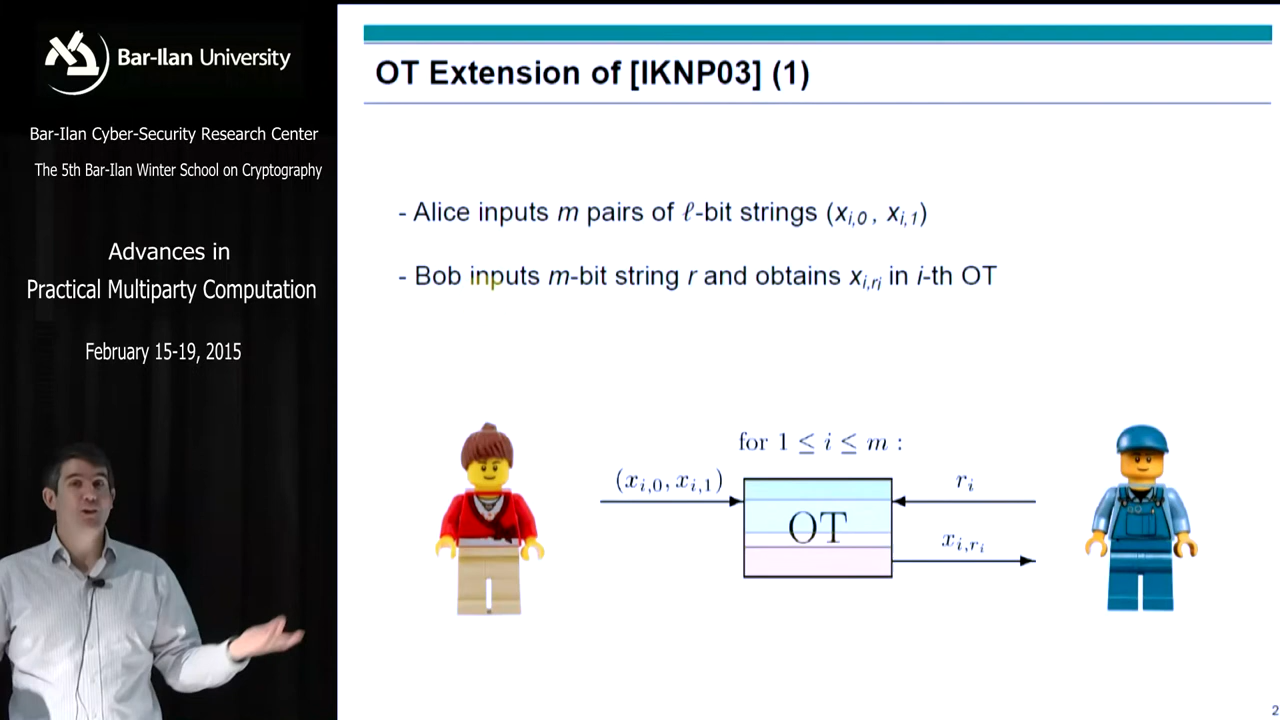 Bar-Ilan University
Bar-Ilan Cyber-Security Research Center
The 5th Bar-Ilan Winter School on Cryptography
Advances in
Practical Multiparty Computation
February 15-19, 2015
OT Extension of [IKNP03] (1)
- Alice inputs m pairs of ℓ-bit strings (x_{i,0} , x_{i,1})
- Bob inputs m-bit string r and obtains x_{i,r_i} in i-th OT
for 1 ≤ i ≤ m :
(x_{i,0}, x_{i,1})
OT
r_i
x_{i,r_i}
2